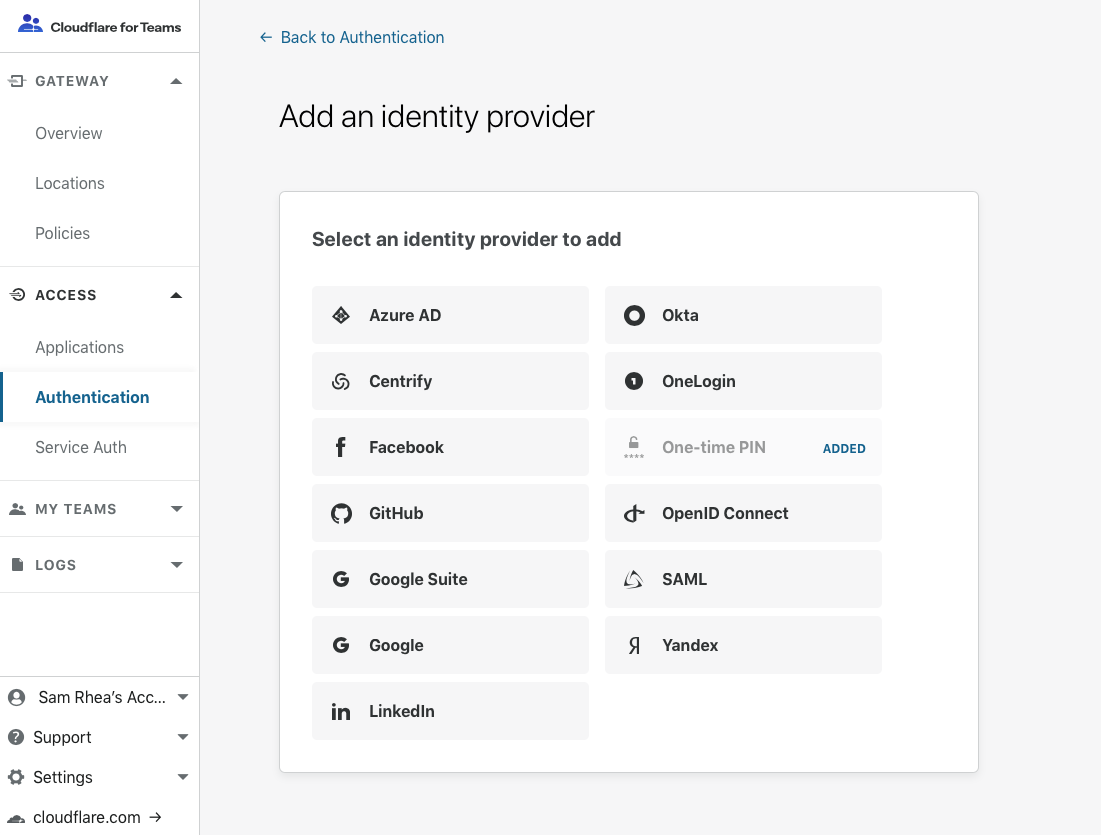 Cloudflare for Teams
GATEWAY
Overview
Locations
Policies
ACCESS
Applications
Authentication
Service Auth
MY TEAMS
LOGS
Sam Rhea's Acc...
Support
Settings
cloudflare.com →
← Back to Authentication
Add an identity provider
Select an identity provider to add
Azure AD
Okta
Centrify
OneLogin
Facebook
One-time PIN ADDED
GitHub
OpenID Connect
Google Suite
SAML
Google
Yandex
LinkedIn